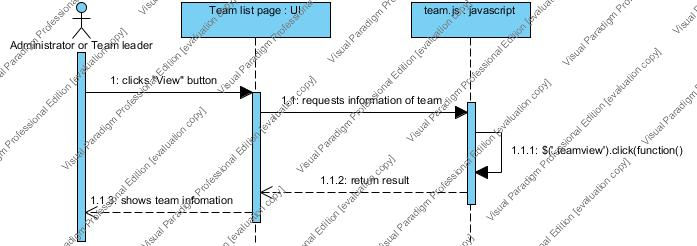 Team list page : UI
team.js : javascript
Administrator or Team leader
1: clicks "View" button
1.1: requests information of team
1.1.1: $(".teamview").click(function()
1.1.2: return result
1.1.3: shows team infomation
Visual Paradigm Professional Edition [evaluation copy]